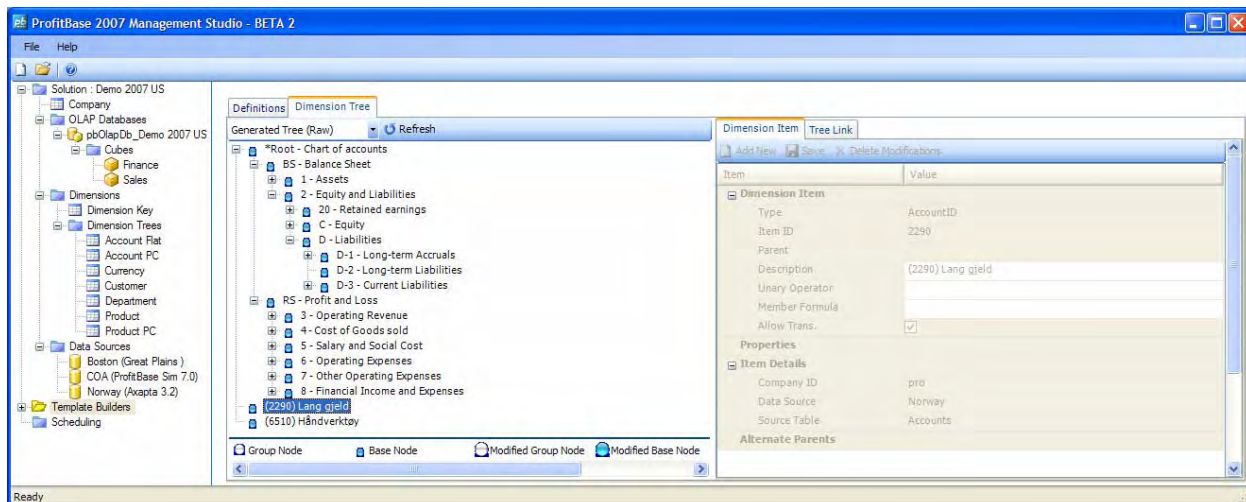 ProfitBase 2007 Management Studio - BETA 2
File Help
Solution : Demo 2007 US
Company
OLAP Databases
pbOlapDb_Demo 2007 US
Cubes
Finance
Sales
Dimensions
Dimension Key
Dimension Trees
Account Flat
Account PC
Currency
Customer
Department
Product
Product PC
Data Sources
Boston (Great Plains )
COA (ProfitBase Sim 7.0)
Norway (Axapta 3.2)
Template Builders
Scheduling
Definitions Dimension Tree
Generated Tree (Raw) Refresh
*Root - Chart of accounts
BS - Balance Sheet
1 - Assets
2 - Equity and Liabilities
20 - Retained earnings
C - Equity
D - Liabilities
D-1 - Long-term Accruals
D-2 - Long-term Liabilities
D-3 - Current Liabilities
RS - Profit and Loss
3 - Operating Revenue
4 - Cost of Goods sold
5 - Salary and Social Cost
6 - Operating Expenses
7 - Other Operating Expenses
8 - Financial Income and Expenses
(2290) Lang gjeld
(6510) Håndverktøy
Group Node Base Node Modified Group Node Modified Base Node
Dimension Item Tree Link
Add New Save Delete Modifications
Item Value
Dimension Item
Type AccountID
Item ID 2290
Parent
Description (2290) Lang gjeld
Unary Operator
Member Formula
Allow Trans.
Properties
Item Details
Company ID pro
Data Source Norway
Source Table Accounts
Alternate Parents
Ready